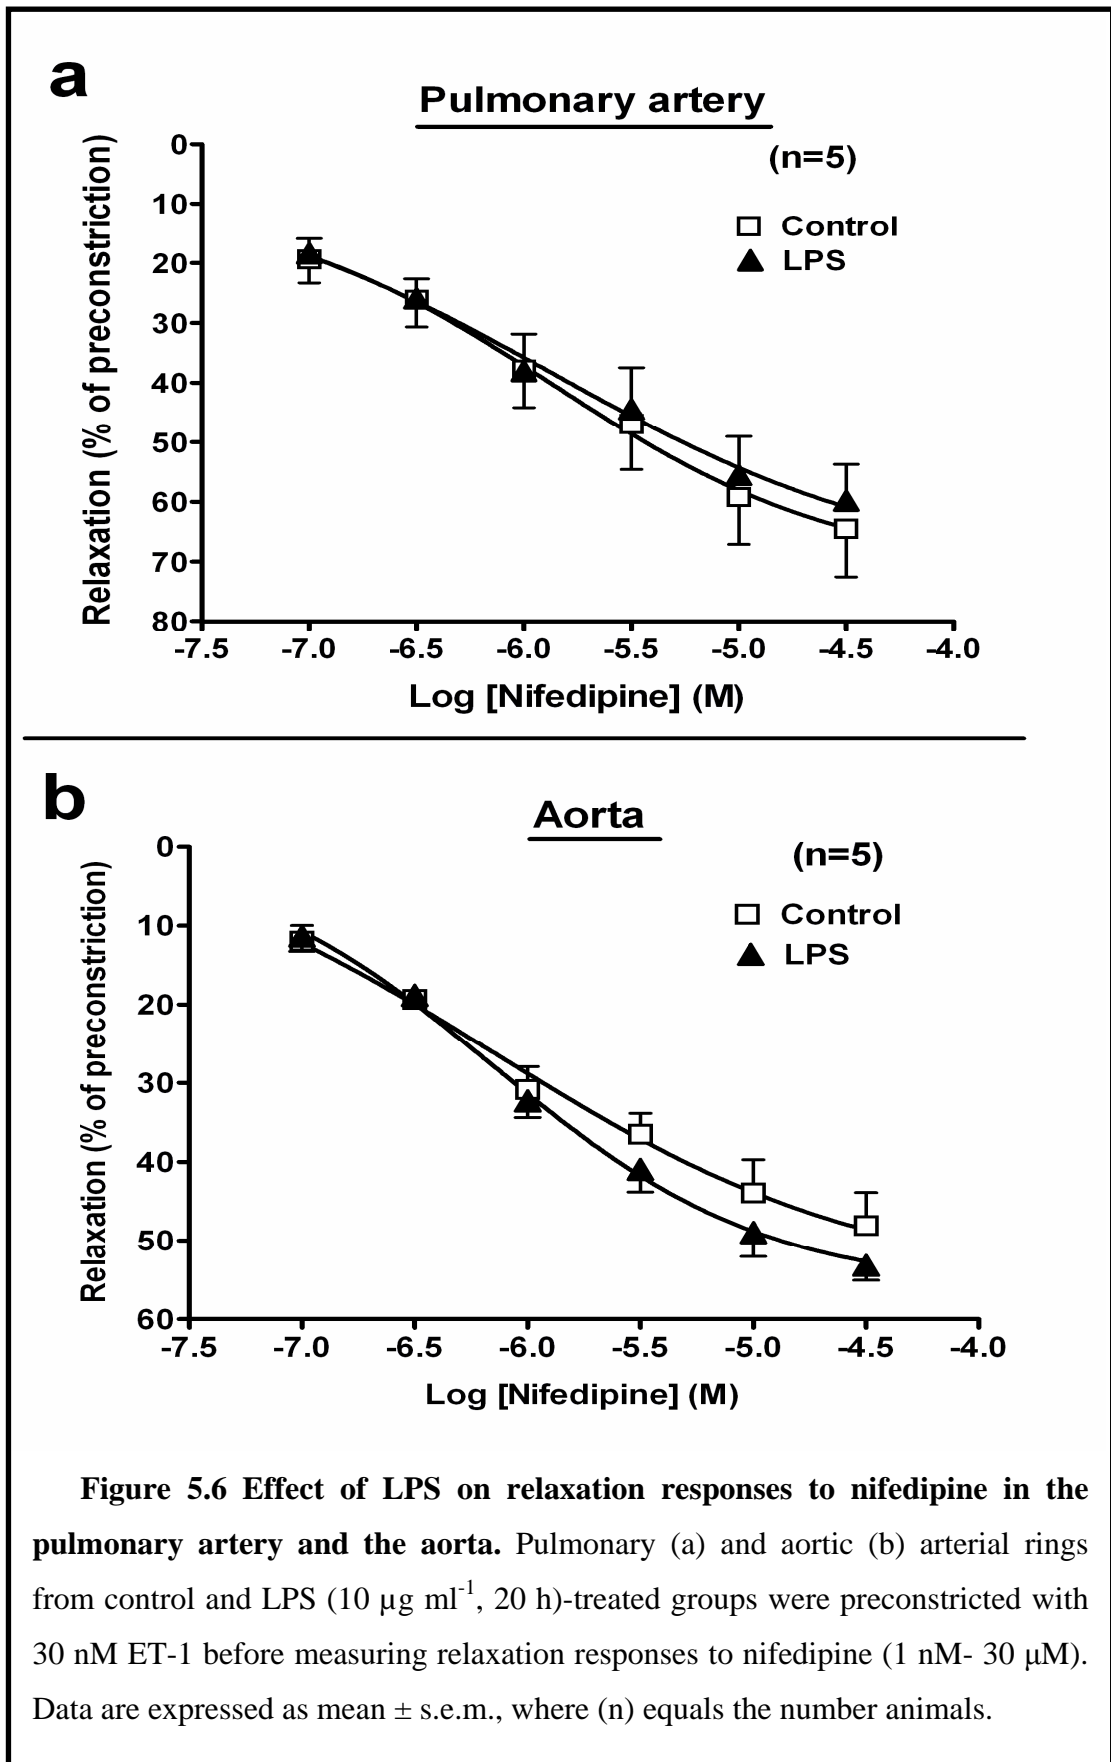 a
Pulmonary artery
(n=5)
Control
LPS
Relaxation (% of preconstriction)
0
10
20
30
40
50
60
70
80
-7.5 -7.0 -6.5 -6.0 -5.5 -5.0 -4.5 -4.0
Log [Nifedipine] (M)
b
Aorta
(n=5)
Control
LPS
Relaxation (% of preconstriction)
0
10
20
30
40
50
60
-7.5 -7.0 -6.5 -6.0 -5.5 -5.0 -4.5 -4.0
Log [Nifedipine] (M)
Figure 5.6 Effect of LPS on relaxation responses to nifedipine in the
pulmonary artery and the aorta. Pulmonary (a) and aortic (b) arterial rings
from control and LPS (10 µg ml⁻¹, 20 h)-treated groups were preconstricted with
30 nM ET-1 before measuring relaxation responses to nifedipine (1 nM- 30 µM).
Data are expressed as mean ± s.e.m., where (n) equals the number animals.